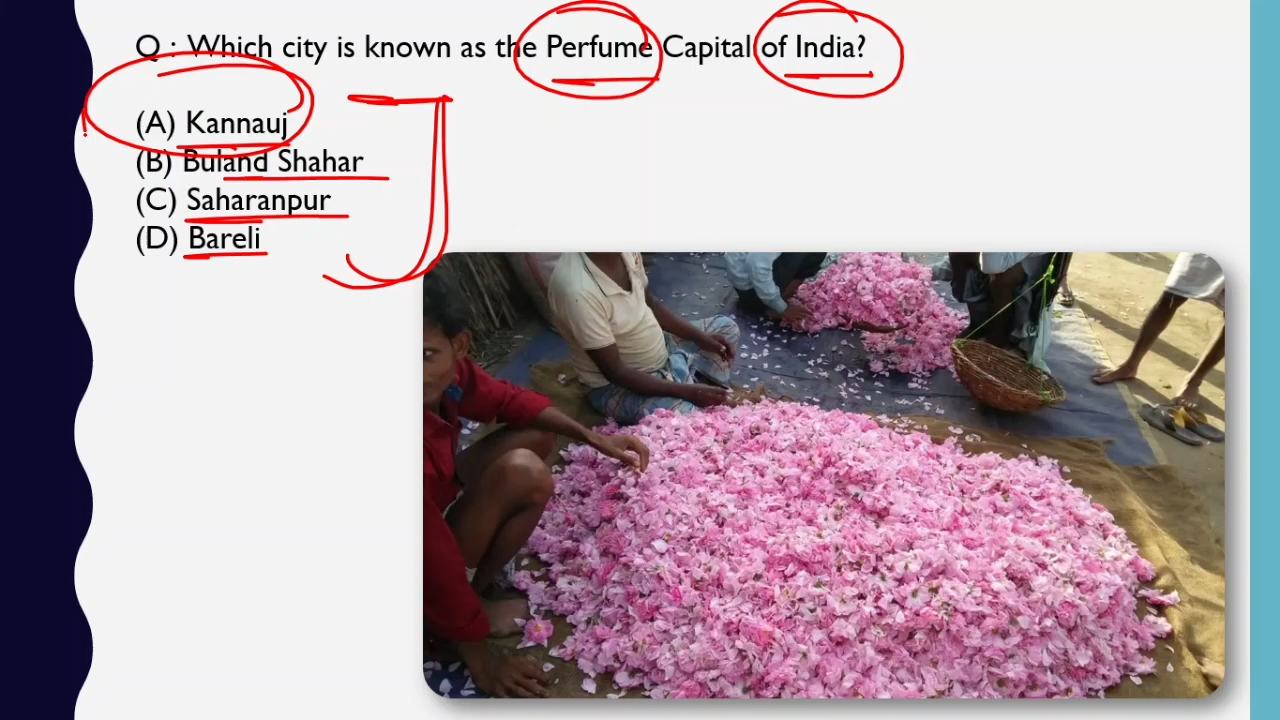 Q : Which city is known as the Perfume Capital of India?
(A) Kannauj
(B) Buland Shahar
(C) Saharanpur
(D) Bareli